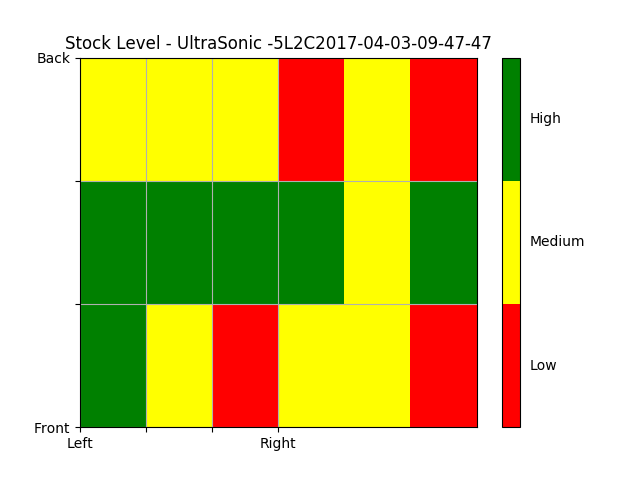 Stock Level - UltraSonic -5L2C2017-04-03-09-47-47
Back
High
Medium
Low
Front
Left Right